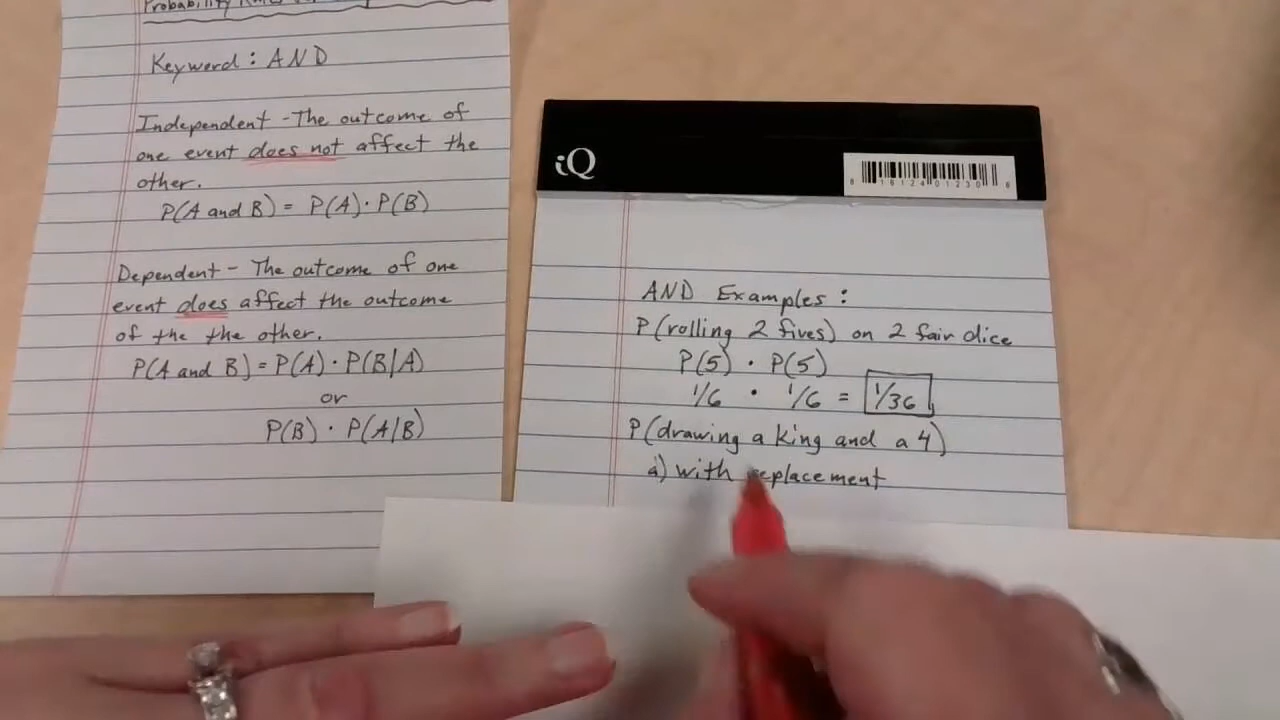 Probability Rules
Keyword: AND
Independent - The outcome of
one event does not affect the
other.
P(A and B) = P(A) · P(B)
Dependent - The outcome of one
event does affect the outcome
of the the other.
P(A and B) = P(A) · P(B|A)
or
P(B) · P(A|B)
iQ
AND Examples:
P(rolling 2 fives) on 2 fair dice
P(5) · P(5)
1/6 · 1/6 = 1/36
P(drawing a king and a 4)
a) with replacement